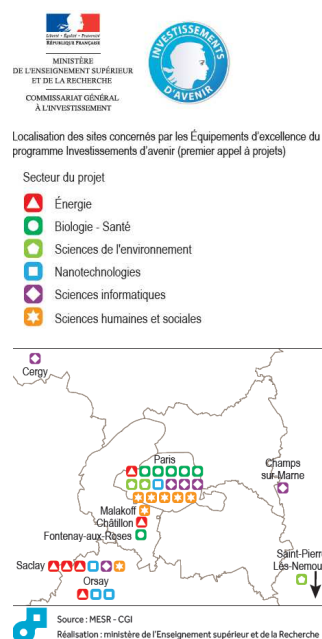 Liberté • Égalité • Fraternité
RÉPUBLIQUE FRANÇAISE
MINISTÈRE
DE L'ENSEIGNEMENT SUPÉRIEUR
ET DE LA RECHERCHE
COMMISSARIAT GÉNÉRAL
À L'INVESTISSEMENT
INVESTISSEMENTS
D'AVENIR
Localisation des sites concernés par les Équipements d'excellence du
programme Investissements d'avenir (premier appel à projets)
Secteur du projet
Énergie
Biologie - Santé
Sciences de l'environnement
Nanotechnologies
Sciences informatiques
Sciences humaines et sociales
Cergy
Paris
Champs
sur-Marne
Malakoff
Châtillon
Fontenay-aux-Roses
Saclay
Orsay
Saint-Pierr
Lès-Nemou
Source : MESR - CGI
Réalisation : ministère de l'Enseignement supérieur et de la Recherche